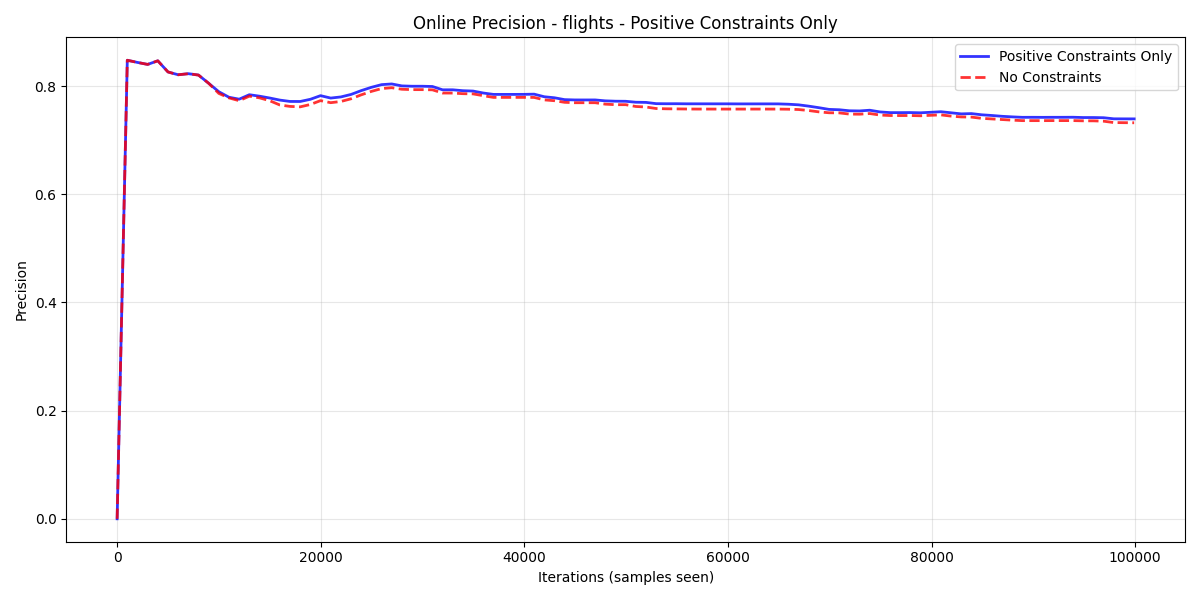 Online Precision - flights - Positive Constraints Only
Positive Constraints Only
No Constraints
Precision
0.8
0.6
0.4
0.2
0.0
0 20000 40000 60000 80000 100000
Iterations (samples seen)